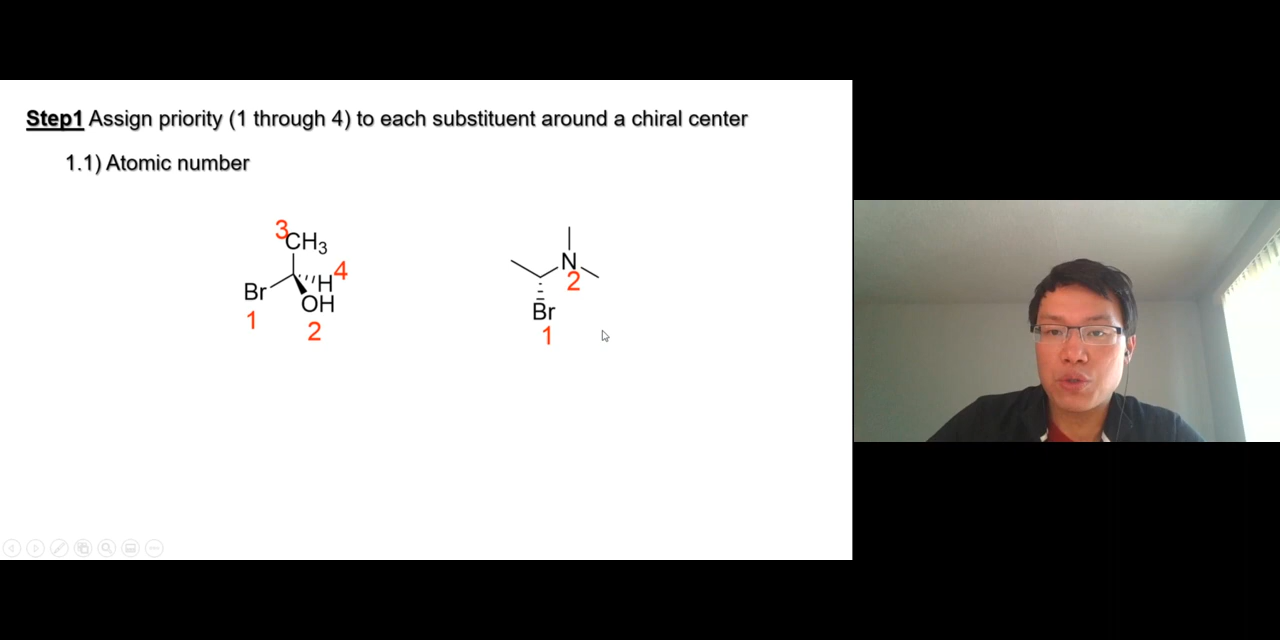 Step1 Assign priority (1 through 4) to each substituent around a chiral center
1.1) Atomic number
3
CH3
4
H
Br
OH
1
2
N
2
Br
1